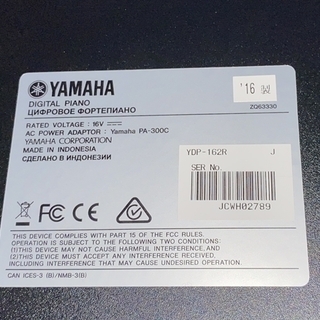 YAMAHA
DIGITAL PIANO
ЦИФРОВОЕ ФОРТЕПИАНО
RATED VOLTAGE : 16V
AC POWER ADAPTOR : Yamaha PA-300C
YAMAHA CORPORATION
MADE IN INDONESIA
СДЕЛАНО В ИНДОНЕЗИИ
'16
ZQ63330
YDP-162R J
SER No.
JCWH02789
FC CE
THIS DEVICE COMPLIES WITH PART 15 OF THE FCC RULES.
OPERATION IS SUBJECT TO THE FOLLOWING TWO CONDITIONS:
(1)THIS DEVICE MAY NOT CAUSE HARMFUL INTERFERENCE, AND
(2)THIS DEVICE MUST ACCEPT ANY INTERFERENCE RECEIVED,
INCLUDING INTERFERENCE THAT MAY CAUSE UNDESIRED OPERATION.
CAN ICES-3 (B)/NMB-3(B)